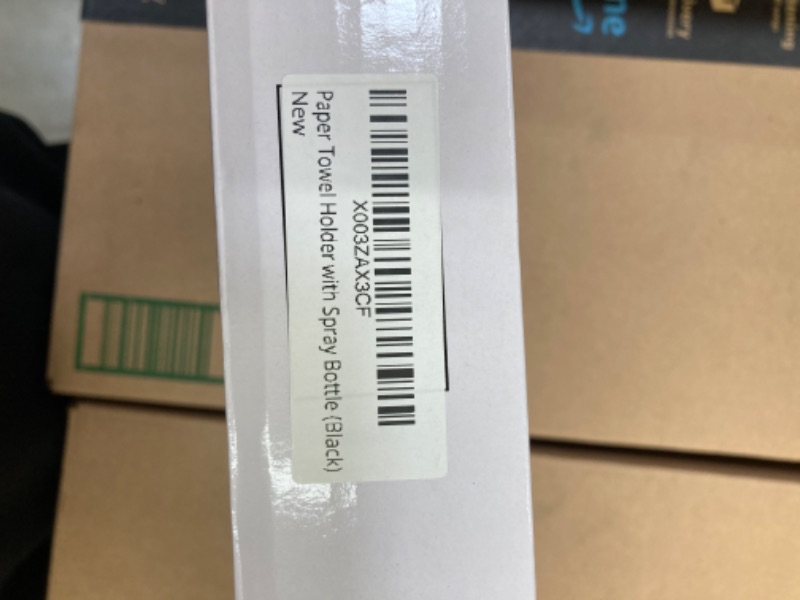 X003ZAX3CF
Paper Towel Holder with Spray Bottle (Black)
New